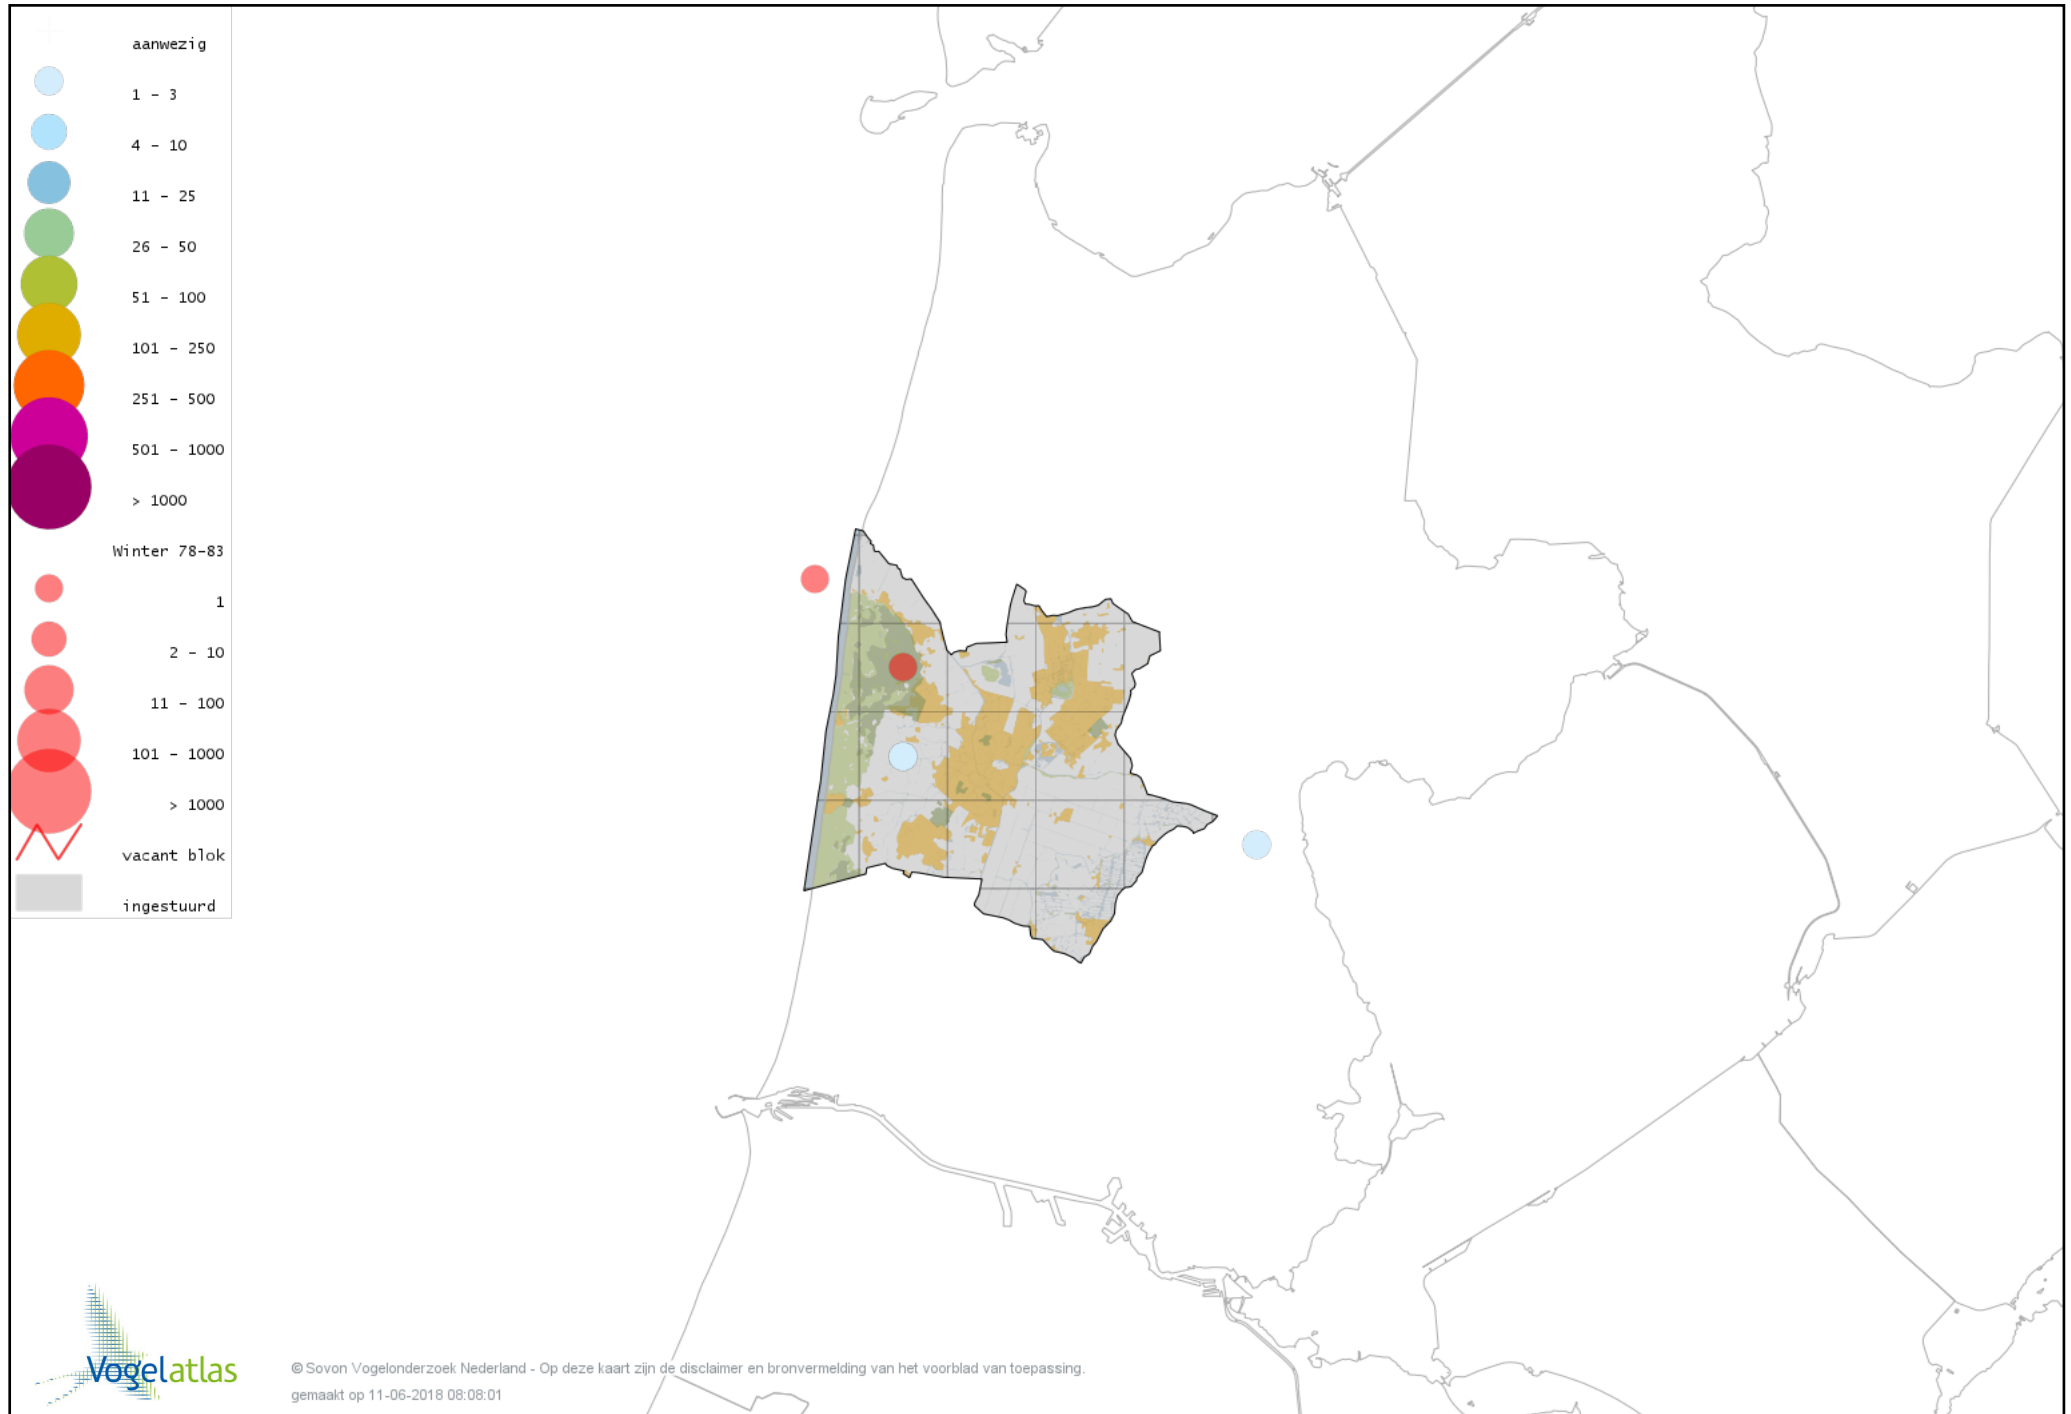 aanwezig
1 - 3
4 - 10
11 - 25
26 - 50
51 - 100
101 - 250
251 - 500
501 - 1000
> 1000
Winter 78-83
1
2 - 10
11 - 100
101 - 1000
> 1000
vacant blok
ingestuurd
Vogelatlas
© Sovon Vogelonderzoek Nederland - Op deze kaart zijn de disclaimer en bronvermelding van het voorblad van toepassing.
gemaakt op 11-06-2018 08:08:01